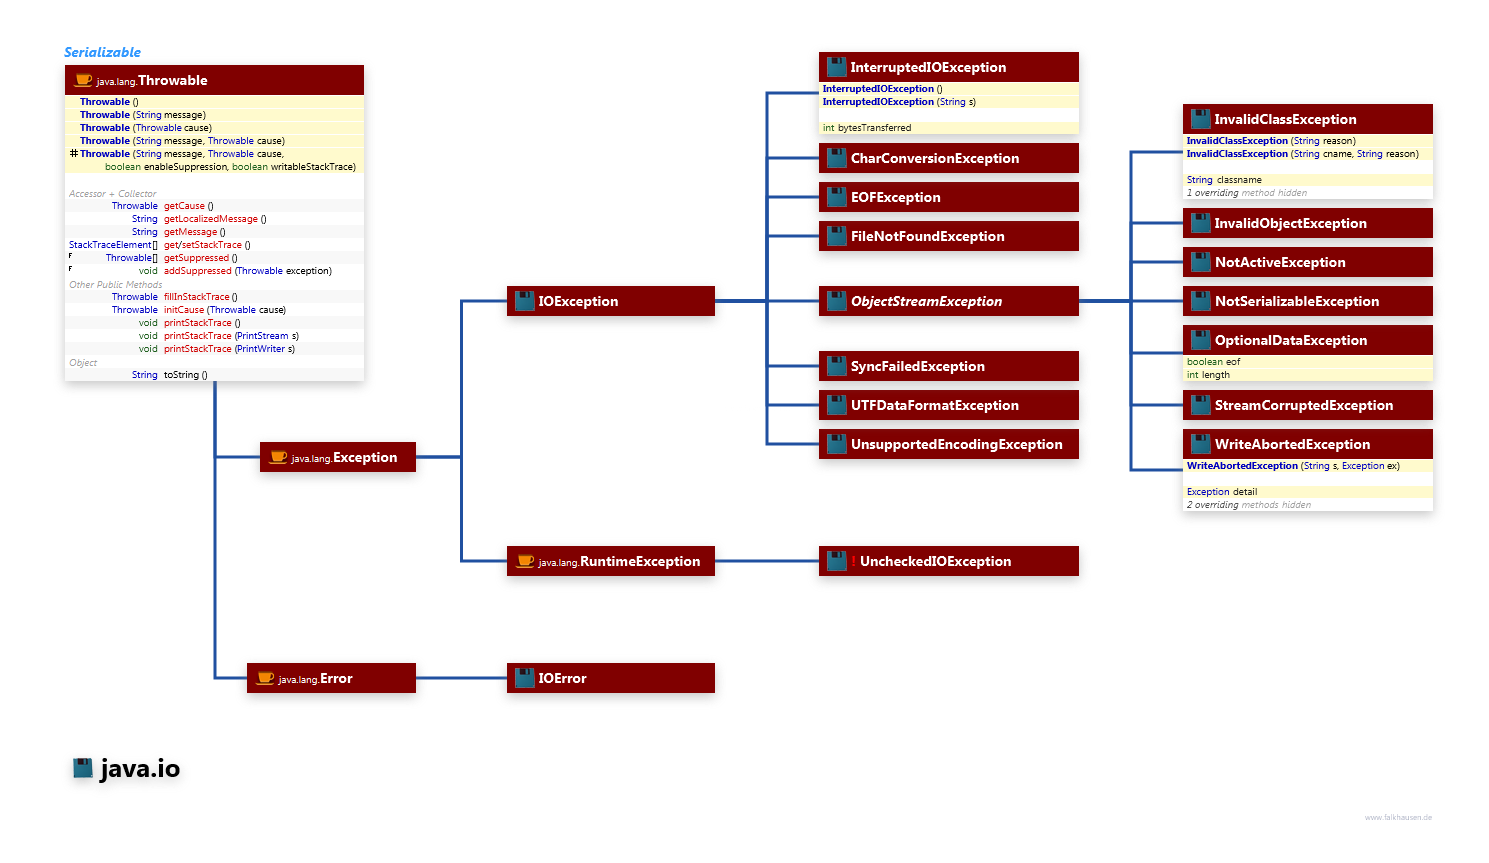 Serializable
java.lang.Throwable
Throwable ()
Throwable (String message)
Throwable (Throwable cause)
Throwable (String message, Throwable cause)
# Throwable (String message, Throwable cause,
boolean enableSuppression, boolean writableStackTrace)
Accessor + Collector
Throwable getCause ()
String getLocalizedMessage ()
String getMessage ()
StackTraceElement[] get/setStackTrace ()
F Throwable[] getSuppressed ()
F void addSuppressed (Throwable exception)
Other Public Methods
Throwable fillInStackTrace ()
Throwable initCause (Throwable cause)
void printStackTrace ()
void printStackTrace (PrintStream s)
void printStackTrace (PrintWriter s)
Object
String toString ()
java.lang.Exception
java.lang.Error
IOException
java.lang.RuntimeException
IOError
InterruptedIOException
InterruptedIOException ()
InterruptedIOException (String s)
int bytesTransferred
CharConversionException
EOFException
FileNotFoundException
ObjectStreamException
SyncFailedException
UTFDataFormatException
UnsupportedEncodingException
! UncheckedIOException
InvalidClassException
InvalidClassException (String reason)
InvalidClassException (String cname, String reason)
String classname
1 overriding method hidden
InvalidObjectException
NotActiveException
NotSerializableException
OptionalDataException
boolean eof
int length
StreamCorruptedException
WriteAbortedException
WriteAbortedException (String s, Exception ex)
Exception detail
2 overriding methods hidden
java.io
www.falkhausen.de